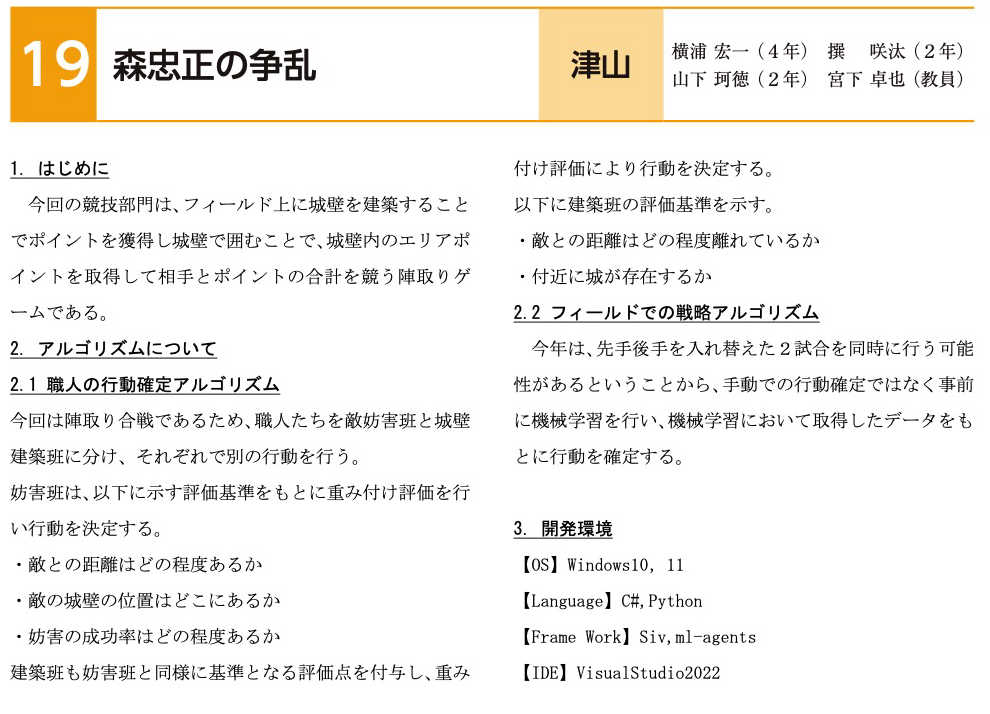 19
森忠正の争乱
津山
横浦 宏一（４年）　撰　咲汰（２年）
山下 珂徳（２年）　宮下 卓也（教員）
1. はじめに
　今回の競技部門は、フィールド上に城壁を建築すること
でポイントを獲得し城壁で囲むことで、城壁内のエリアポ
イントを取得して相手とポイントの合計を競う陣取りゲ
ームである。
2. アルゴリズムについて
2.1 職人の行動確定アルゴリズム
今回は陣取り合戦であるため、職人たちを敵妨害班と城壁
建築班に分け、それぞれで別の行動を行う。
妨害班は、以下に示す評価基準をもとに重み付け評価を行
い行動を決定する。
・敵との距離はどの程度あるか
・敵の城壁の位置はどこにあるか
・妨害の成功率はどの程度あるか
建築班も妨害班と同様に基準となる評価点を付与し、重み
付け評価により行動を決定する。
以下に建築班の評価基準を示す。
・敵との距離はどの程度離れているか
・付近に城が存在するか
2.2 フィールドでの戦略アルゴリズム
　今年は、先手後手を入れ替えた２試合を同時に行う可能
性があるということから、手動での行動確定ではなく事前
に機械学習を行い、機械学習において取得したデータをも
とに行動を確定する。
3. 開発環境
【OS】Windows10, 11
【Language】C#,Python
【Frame Work】Siv,ml-agents
【IDE】VisualStudio2022